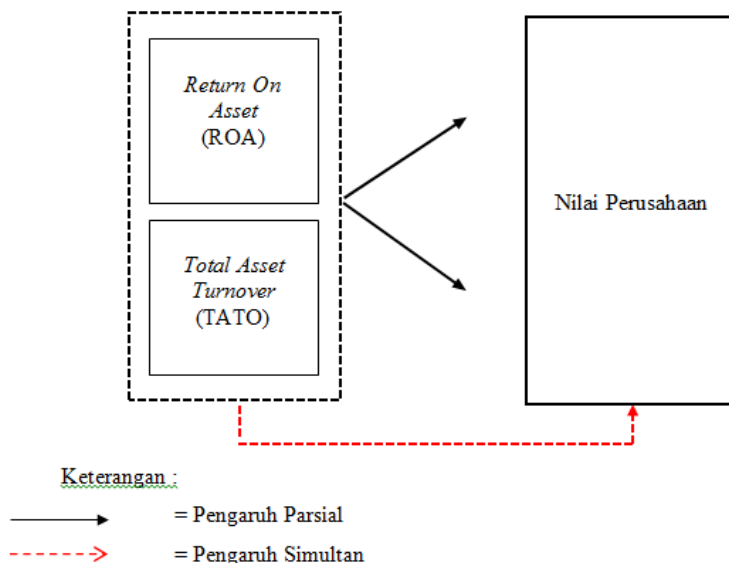 Return On
Asset
(ROA)
Total Asset
Turnover
(TATO)
Nilai Perusahaan
Keterangan :
= Pengaruh Parsial
= Pengaruh Simultan